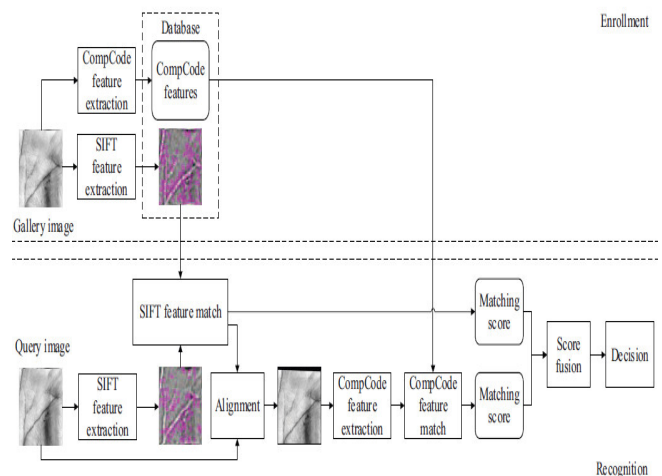 Database
Enrollment
CompCode
feature
extraction
CompCode
features
SIFT
feature
extraction
Gallery image
SIFT feature match
Matching
score
Query image
SIFT
feature
extraction
Alignment
CompCode
feature
extraction
CompCode
feature
match
Matching
score
Score
fusion
Decision
Recognition